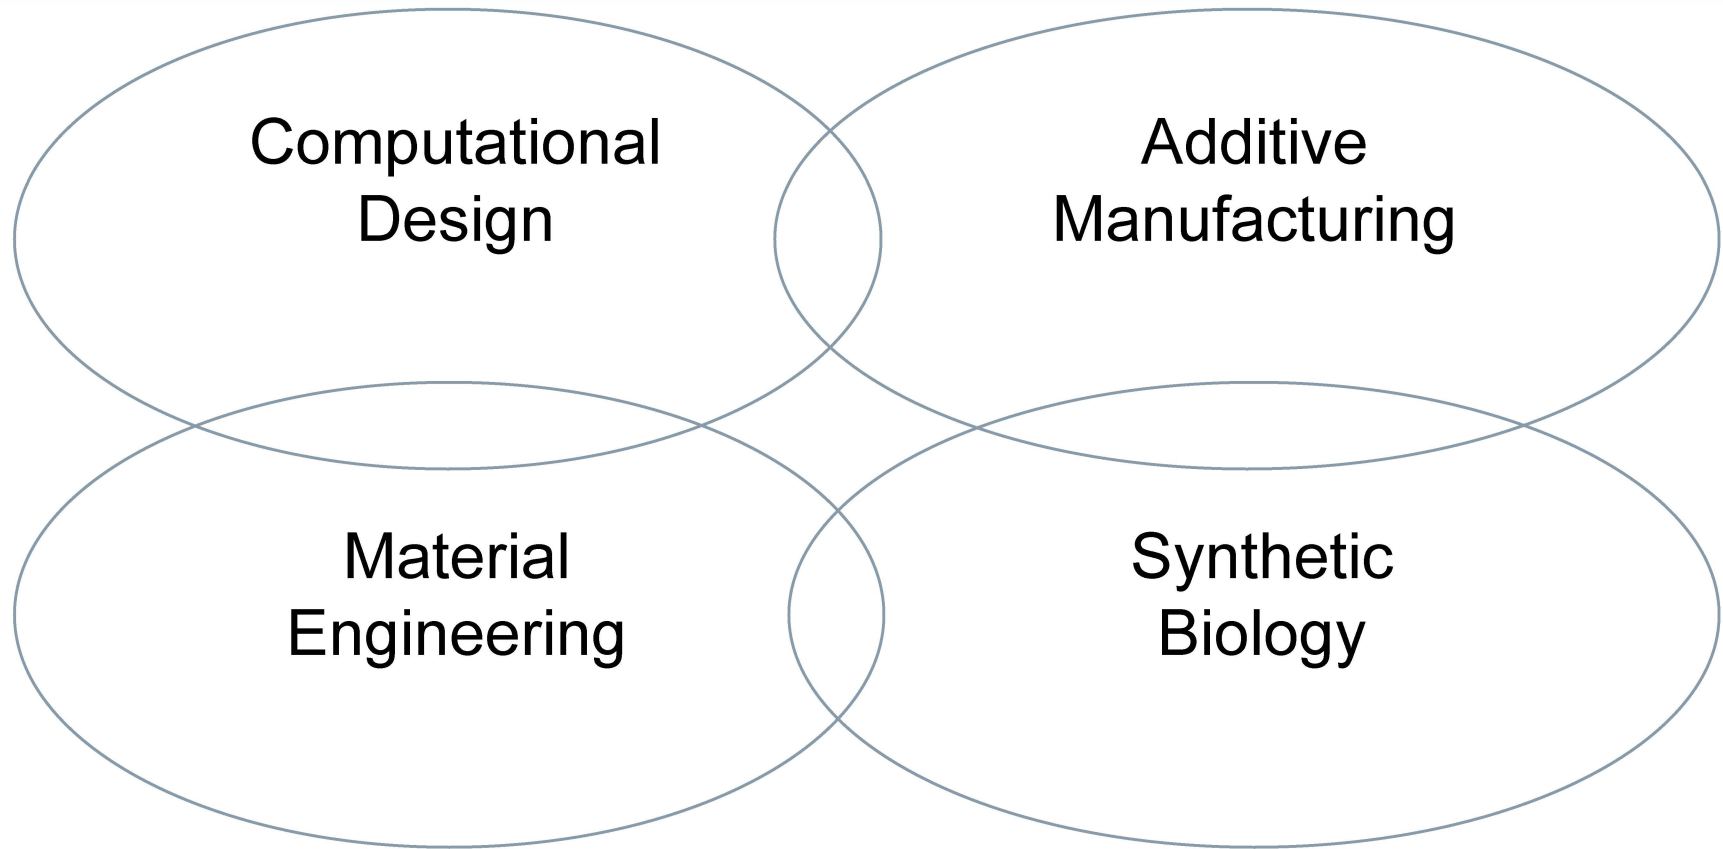 Computational
Design
Additive
Manufacturing
Material
Engineering
Synthetic
Biology